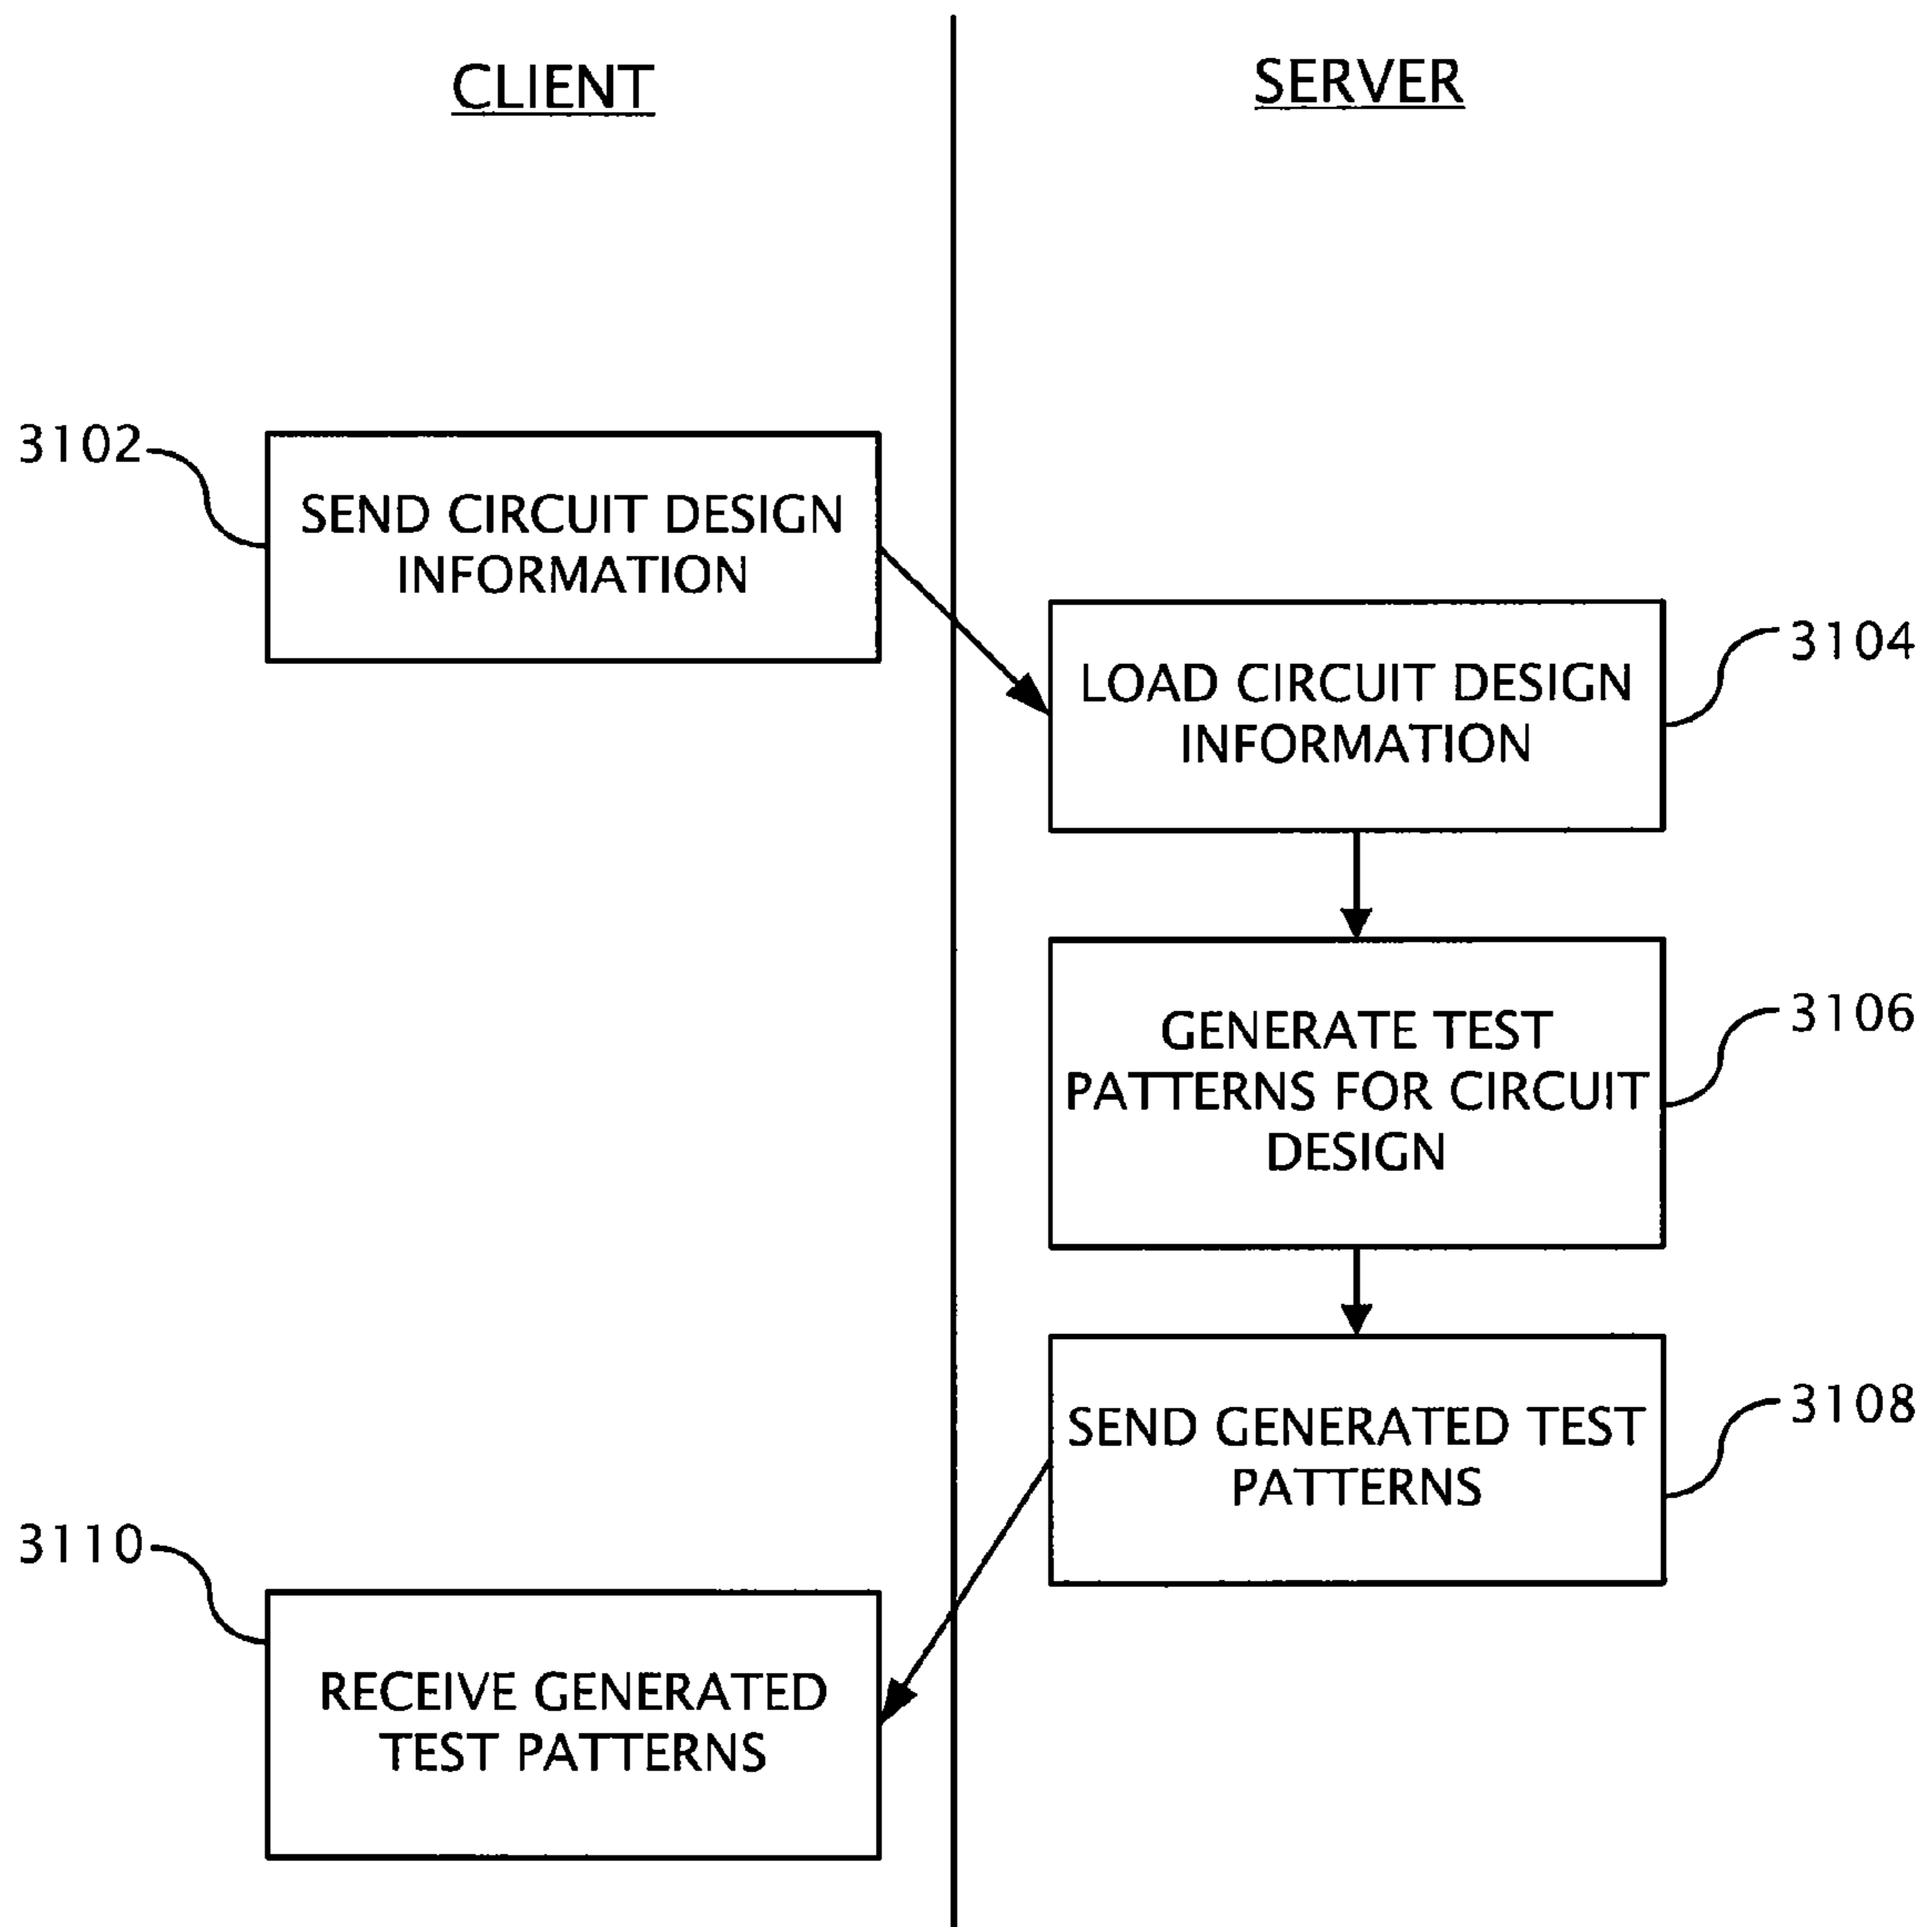 CLIENT
SERVER
3102
SEND CIRCUIT DESIGN
INFORMATION
3104
LOAD CIRCUIT DESIGN
INFORMATION
3106
GENERATE TEST
PATTERNS FOR CIRCUIT
DESIGN
3108
SEND GENERATED TEST
PATTERNS
3110
RECEIVE GENERATED
TEST PATTERNS